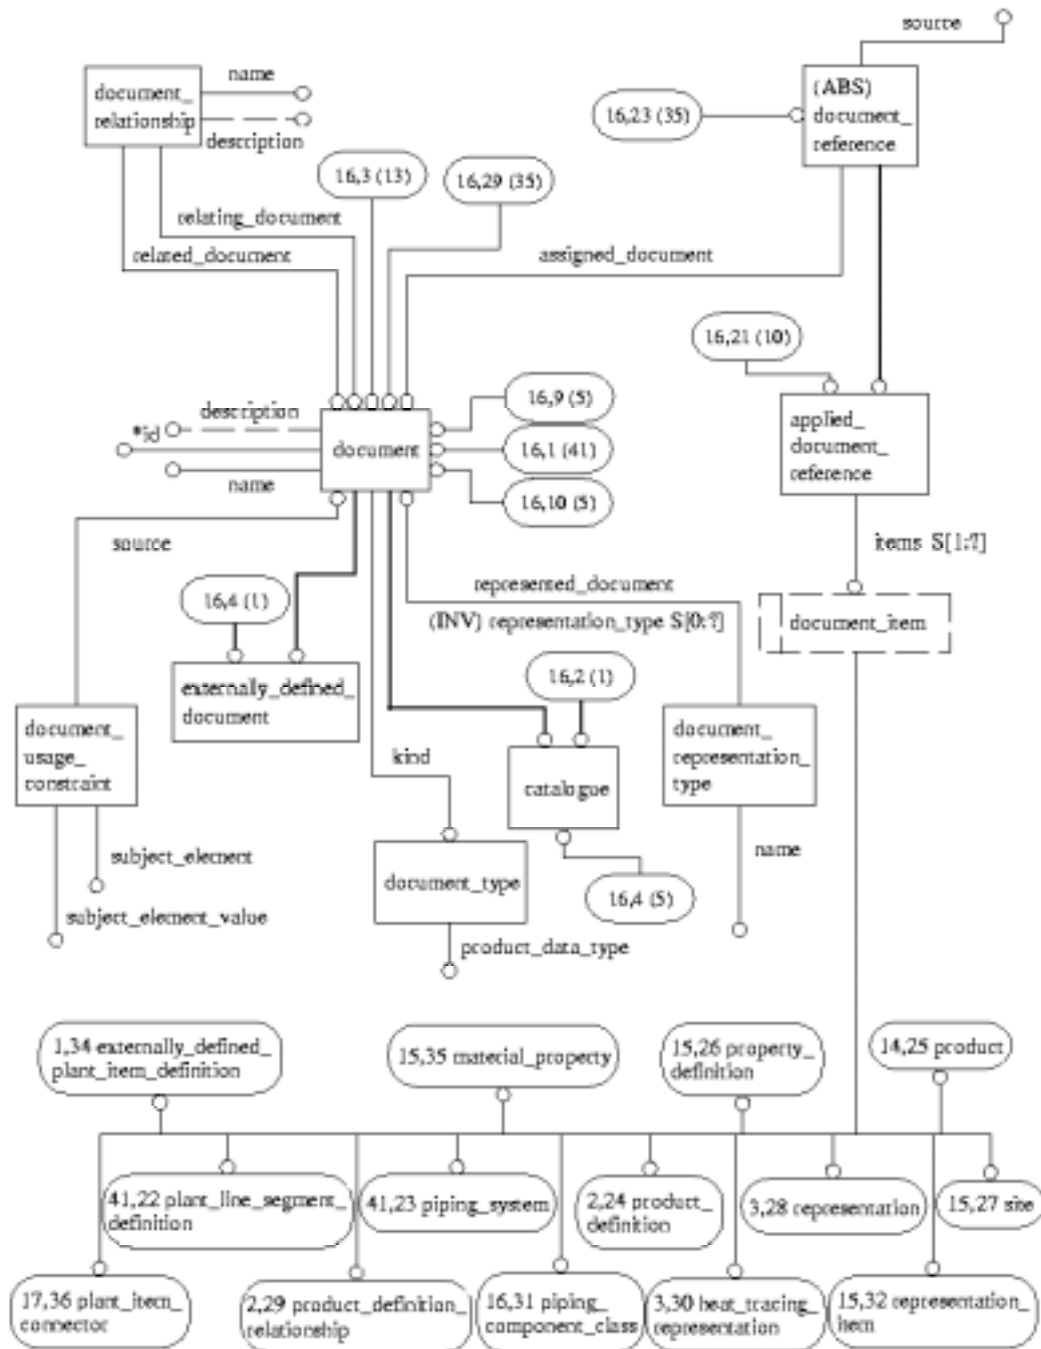 source
name
document_
relationship
description
(ABS)
document_
reference
16,23 (35)
16,3 (13)
16,29 (35)
relating_document
related_document
assigned_document
16,21 (10)
description
*id
name
document
16,9 (5)
16,1 (41)
16,10 (5)
applied_
document_
reference
source
items S[1:?]
represented_document
(INV) representation_type S[0:?]
16,4 (1)
document_item
externally_defined_
document
16,2 (1)
document_
usage_
constraint
document_
representation_
type
kind
catalogue
name
subject_element
document_type
16,4 (5)
subject_element_value
product_data_type
1,34 externally_defined_
plant_item_definition
15,35 material_property
15,26 property_
definition
14,25 product
41,22 plant_line_segment_
definition
41,23 piping_system
2,24 product_
definition
3,28 representation
15,27 site
17,36 plant_item_
connector
2,29 product_definition_
relationship
16,31 piping_
component_class
3,30 heat_tracing_
representation
15,32 representation_
item